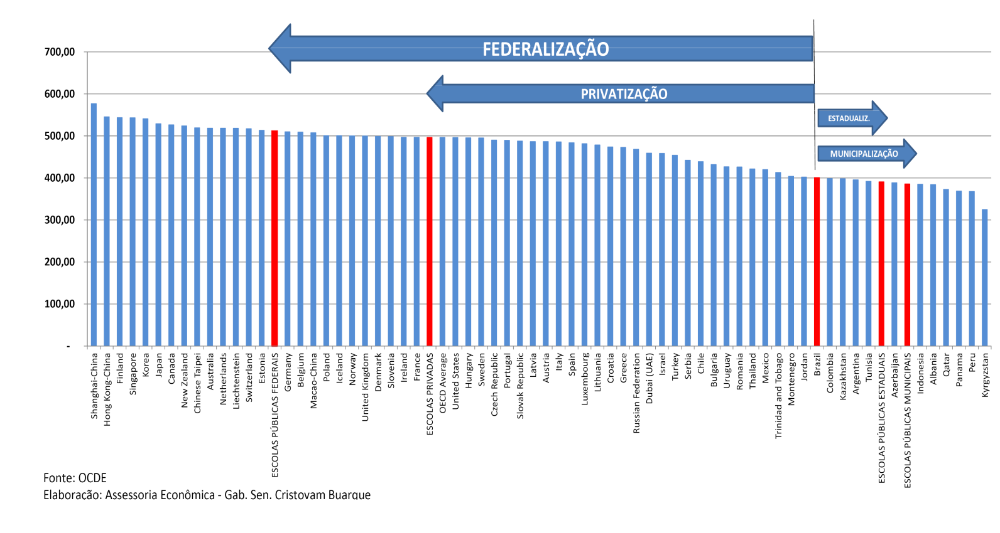 FEDERALIZAÇÃO
PRIVATIZAÇÃO
ESTADUALIZ.
MUNICIPALIZAÇÃO
700,00
600,00
500,00
400,00
300,00
200,00
100,00
-
Shanghai-China
Hong Kong-China
Finland
Singapore
Korea
Japan
Canada
New Zealand
Chinese Taipei
Australia
Netherlands
Liechtenstein
Switzerland
Estonia
ESCOLAS PÚBLICAS FEDERAIS
Germany
Belgium
Macao-China
Poland
Iceland
Norway
United Kingdom
Denmark
Slovenia
Ireland
France
ESCOLAS PRIVADAS
OECD Average
United States
Hungary
Sweden
Czech Republic
Portugal
Slovak Republic
Latvia
Austria
Italy
Spain
Luxembourg
Lithuania
Croatia
Greece
Russian Federation
Dubai (UAE)
Israel
Turkey
Serbia
Chile
Bulgaria
Uruguay
Romania
Thailand
Mexico
Trinidad and Tobago
Montenegro
Jordan
Brazil
Colombia
Kazakhstan
Argentina
Tunisia
ESCOLAS PÚBLICAS ESTADUAIS
Azerbaijan
ESCOLAS PÚBLICAS MUNICIPAIS
Indonesia
Albania
Qatar
Panama
Peru
Kyrgyzstan
Fonte: OCDE
Elaboração: Assessoria Econômica - Gab. Sen. Cristovam Buarque